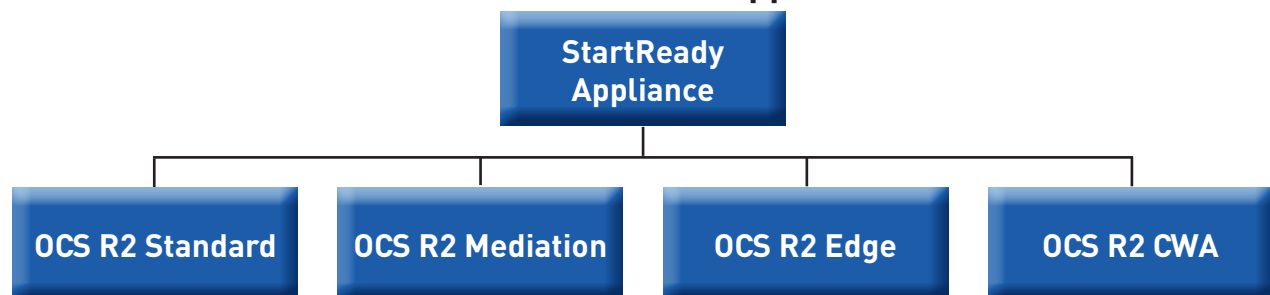 StartReady
Appliance
OCS R2 Standard
OCS R2 Mediation
OCS R2 Edge
OCS R2 CWA